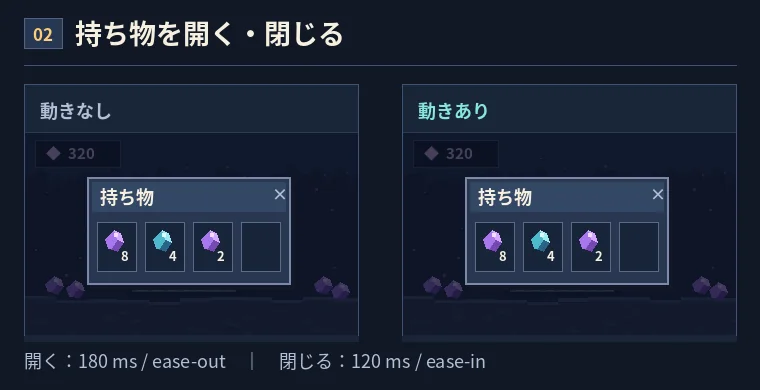 02 持ち物を開く・閉じる
動きなし
320
持ち物 ×
8 4 2
動きあり
320
持ち物 ×
8 4 2
開く：180 ms / ease-out | 閉じる：120 ms / ease-in